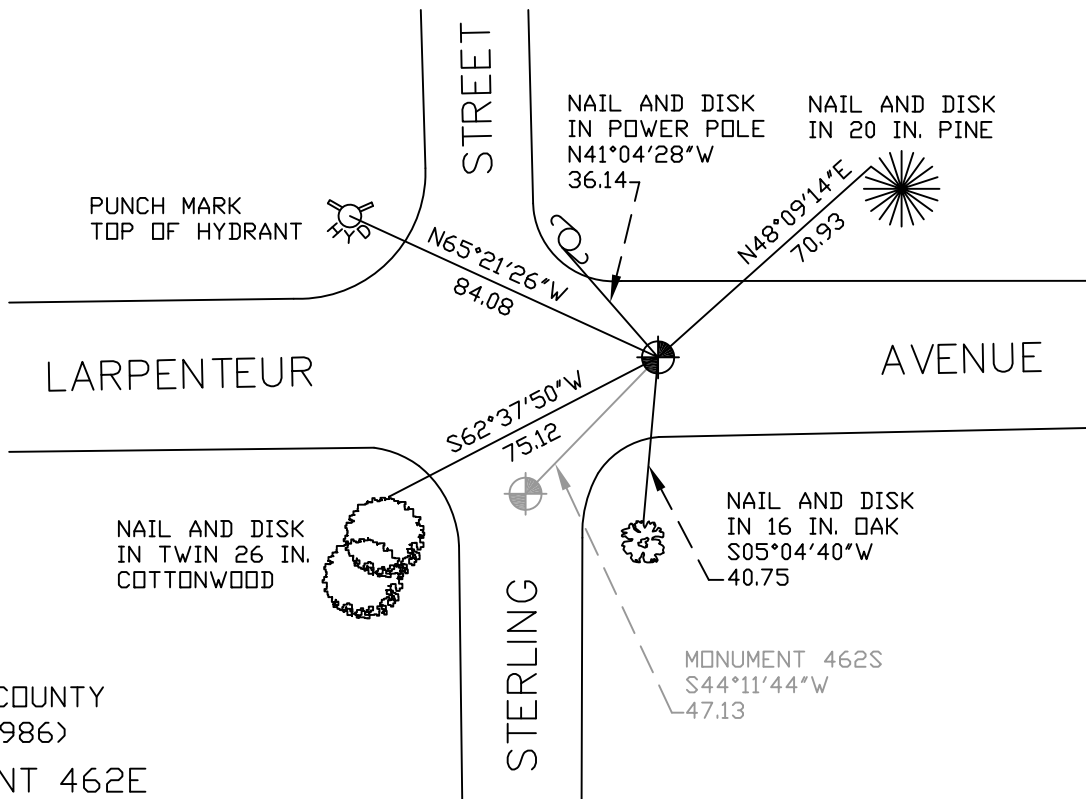 STREET
NAIL AND DISK
IN POWER POLE
N41°04'28"W
36.14
NAIL AND DISK
IN 20 IN. PINE
N48°09'14"E
70.93
PUNCH MARK
TOP OF HYDRANT
HYD
N65°21'26"W
84.08
LARPENTEUR
AVENUE
S62°37'50"W
75.12
NAIL AND DISK
IN TWIN 26 IN.
COTTONWOOD
NAIL AND DISK
IN 16 IN. OAK
S05°04'40"W
40.75
STERLING
MONUMENT 462S
S44°11'44"W
47.13
COUNTY
986)
NT 462E